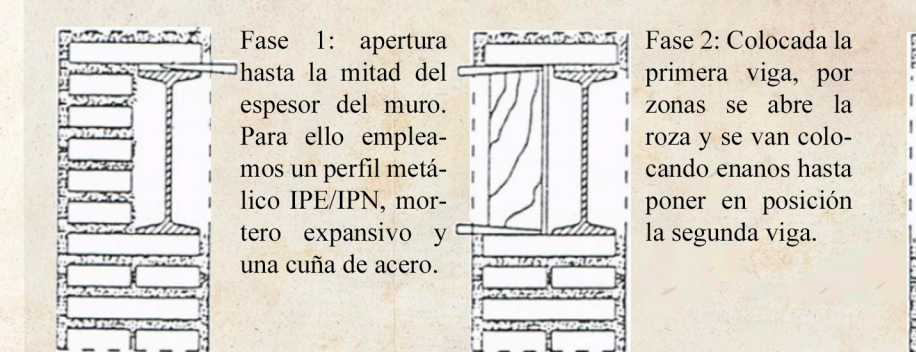 Fase 1: apertura
hasta la mitad del
espesor del muro.
Para ello emplea-
mos un perfil metá-
lico IPE/IPN, mor-
tero expansivo y
una cuña de acero.
Fase 2: Colocada la
primera viga, por
zonas se abre la
roza y se van colo-
cando enanos hasta
poner en posición
la segunda viga.